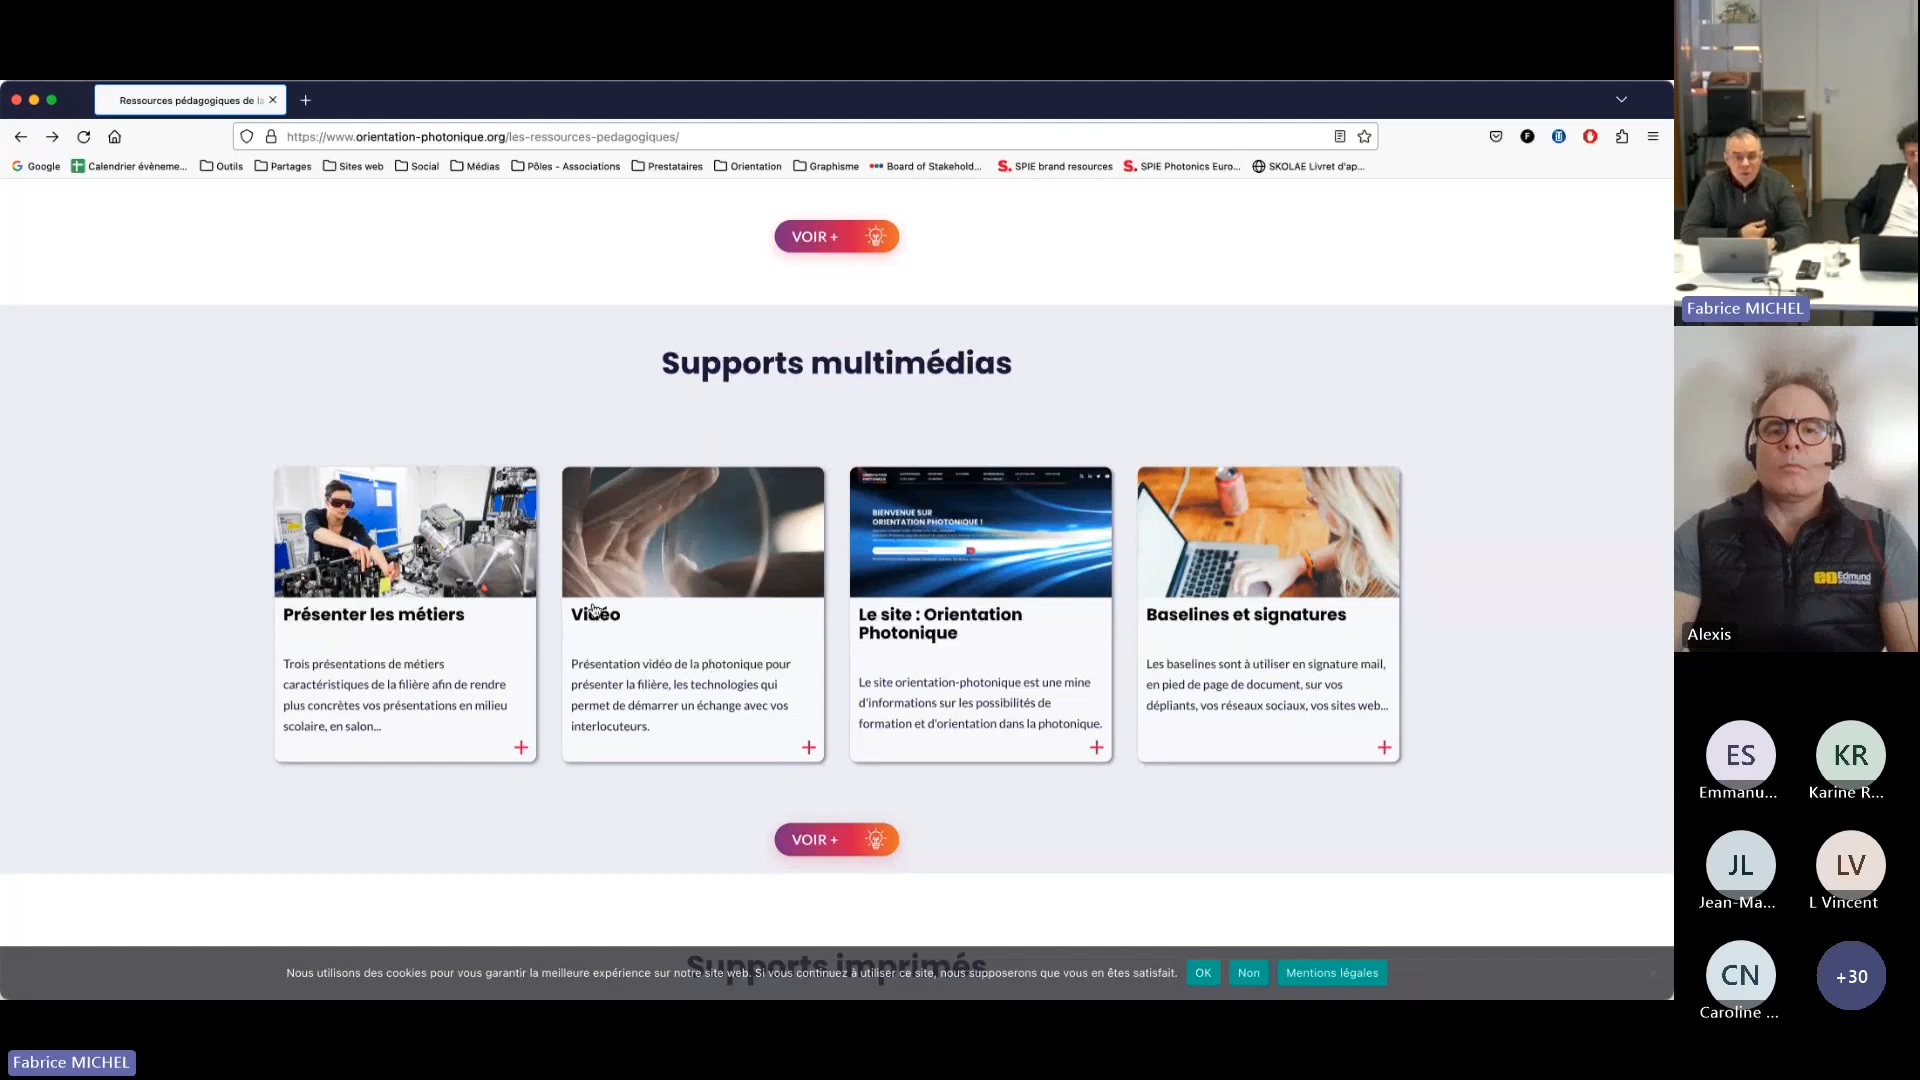 Ressources pédagogiques de la
https://www.orientation-photonique.org/les-ressources-pedagogiques/
Google
Calendrier évèneme...
Outils
Partages
Sites web
Social
Médias
Pôles - Associations
Prestataires
Orientation
Graphisme
Board of Stakehold...
SPIE brand resources
SPIE Photonics Euro...
SKOLAE Livret d'ap...
VOIR +
Supports multimédias
Présenter les métiers
Trois présentations de métiers
caractéristiques de la filière afin de rendre
plus concrètes vos présentations en milieu
scolaire, en salon...
Vidéo
Présentation vidéo de la photonique pour
présenter la filière, les technologies qui
permet de démarrer un échange avec vos
interlocuteurs.
BIENVENUE SUR
ORIENTATION PHOTONIQUE !
Le site : Orientation
Photonique
Le site orientation-photonique est une mine
d'informations sur les possibilités de
formation et d'orientation dans la photonique.
Baselines et signatures
Les baselines sont à utiliser en signature mail,
en pied de page de document, sur vos
dépliants, vos réseaux sociaux, vos sites web...
VOIR +
Supports imprimés
Nous utilisons des cookies pour vous garantir la meilleure expérience sur notre site web. Si vous continuez à utiliser ce site, nous supposerons que vous en êtes satisfait.
OK
Non
Mentions légales
Fabrice MICHEL
Fabrice MICHEL
EO Edmund
Alexis
ES
Emmanu...
KR
Karine R...
JL
Jean-Ma...
LV
L Vincent
CN
Caroline ...
+30